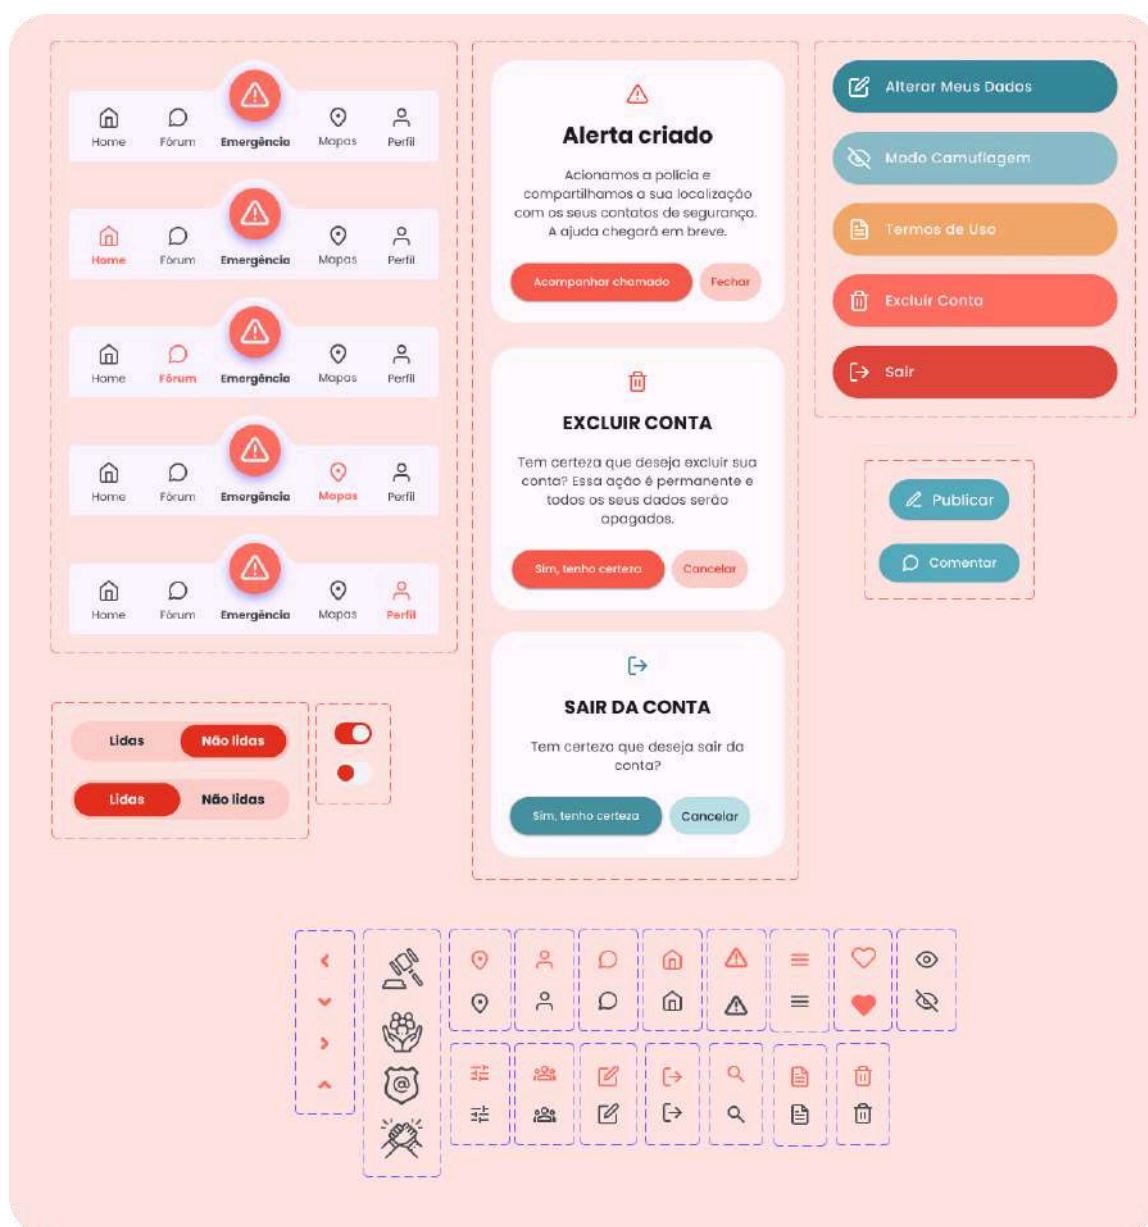 Home Fórum Emergência Mapas Perfil
Home Fórum Emergência Mapas Perfil
Home Fórum Emergência Mapas Perfil
Home Fórum Emergência Mapas Perfil
Home Fórum Emergência Mapas Perfil
Lidas Não lidas
Lidas Não lidas
Alerta criado
Acionamos a polícia e
compartilhamos a sua localização
com os seus contatos de segurança.
A ajuda chegará em breve.
Acompanhar chamado Fechar
EXCLUIR CONTA
Tem certeza que deseja excluir sua
conta? Essa ação é permanente e
todos os seus dados serão
apagados.
Sim, tenho certeza Cancelar
SAIR DA CONTA
Tem certeza que deseja sair da
conta?
Sim, tenho certeza Cancelar
Alterar Meus Dados
Modo Camuflagem
Termos de Uso
Excluir Conta
Sair
Publicar
Comentar
@